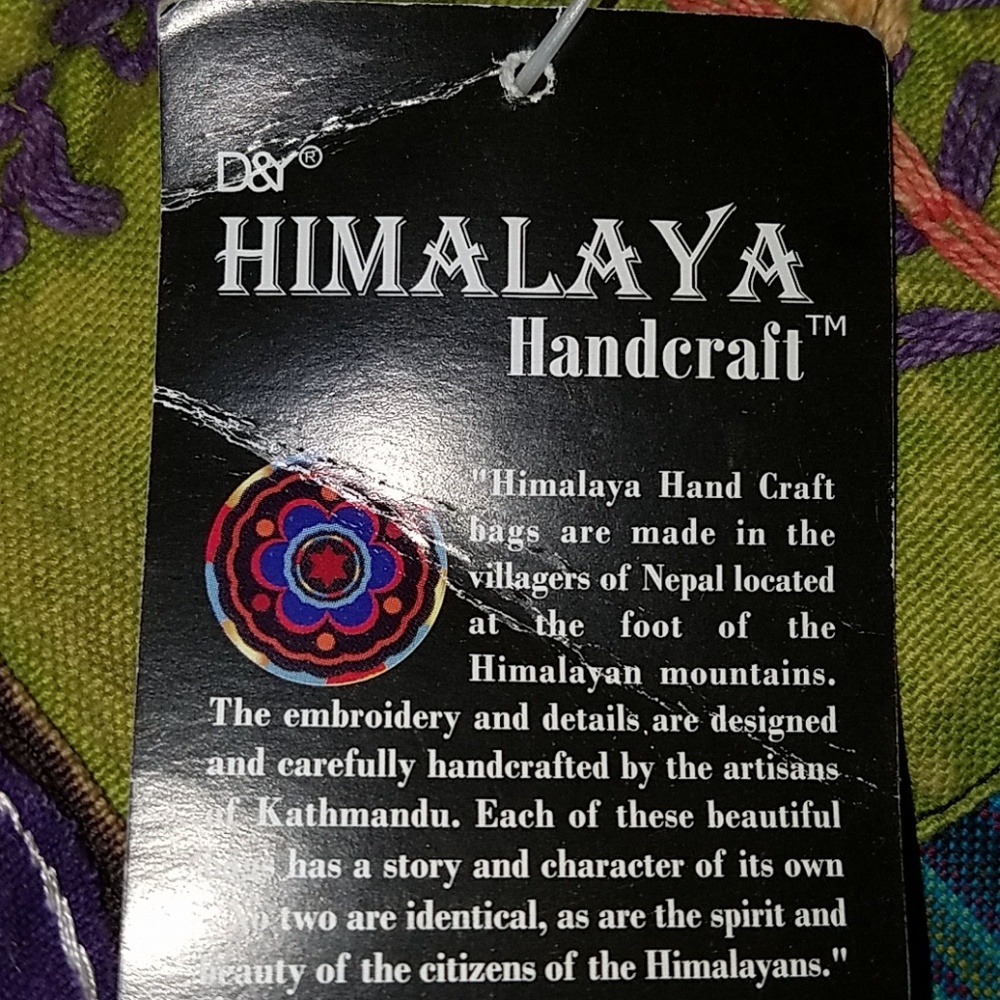 D&Y®
HIMALAYA
Handcraft™
"Himalaya Hand Craft
bags are made in the
villagers of Nepal located
at the foot of the
Himalayan mountains.
The embroidery and details are designed
and carefully handcrafted by the artisans
of Kathmandu. Each of these beautiful
has a story and character of its own
two are identical, as are the spirit and
beauty of the citizens of the Himalayans."